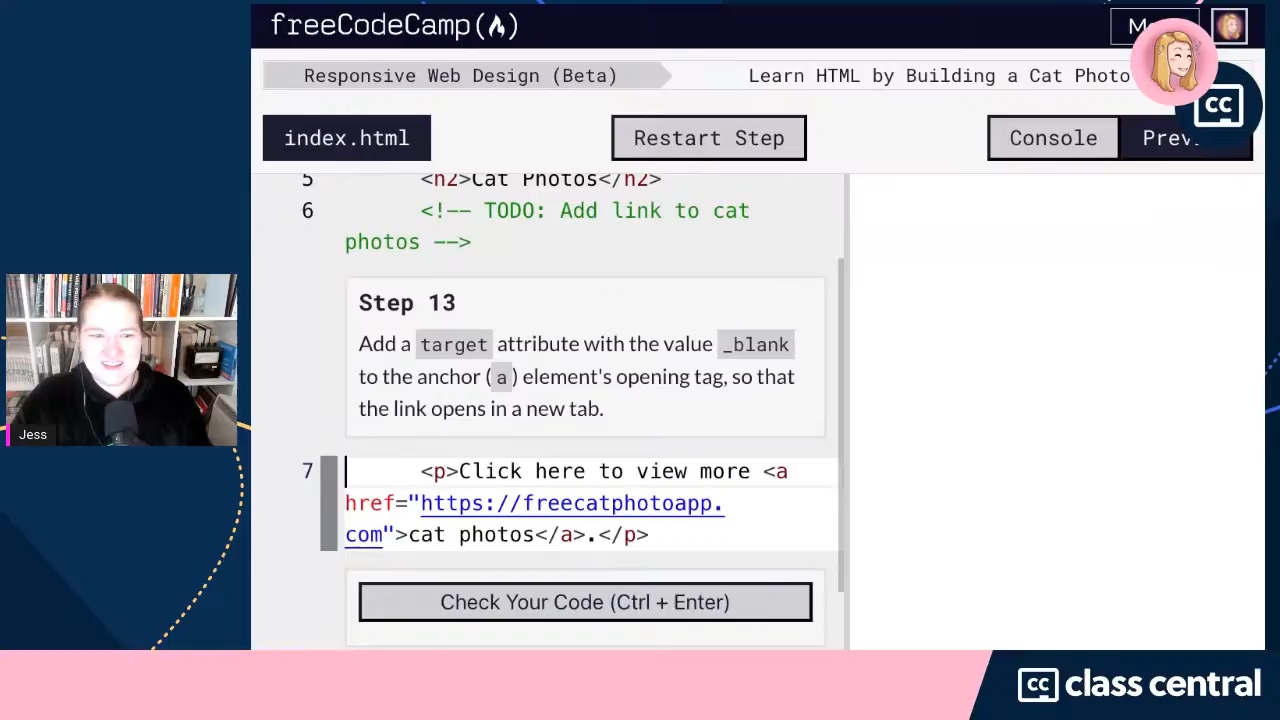 freeCodeCamp
Responsive Web Design (Beta)
Learn HTML by Building a Cat Photo
index.html
Restart Step
Console
5 <h2>Cat Photos</h2>
6 <!-- TODO: Add link to cat
photos -->
Step 13
Add a target attribute with the value _blank
to the anchor ( a ) element's opening tag, so that
the link opens in a new tab.
7 <p>Click here to view more <a
href="https://freecatphotoapp.
com">cat photos</a>.</p>
Check Your Code (Ctrl + Enter)
Jess
CC
CC class central